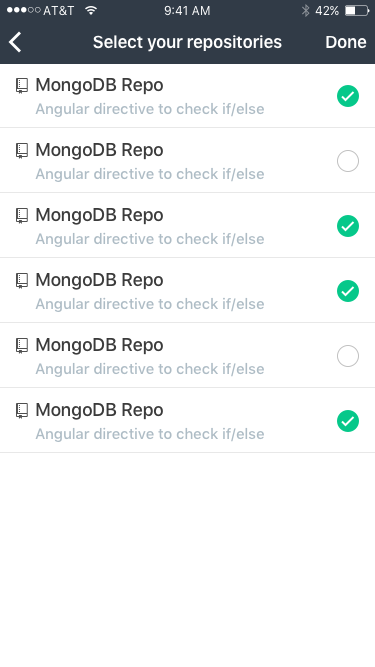 AT&T 9:41 AM 42%
Select your repositories Done
MongoDB Repo
Angular directive to check if/else
MongoDB Repo
Angular directive to check if/else
MongoDB Repo
Angular directive to check if/else
MongoDB Repo
Angular directive to check if/else
MongoDB Repo
Angular directive to check if/else
MongoDB Repo
Angular directive to check if/else